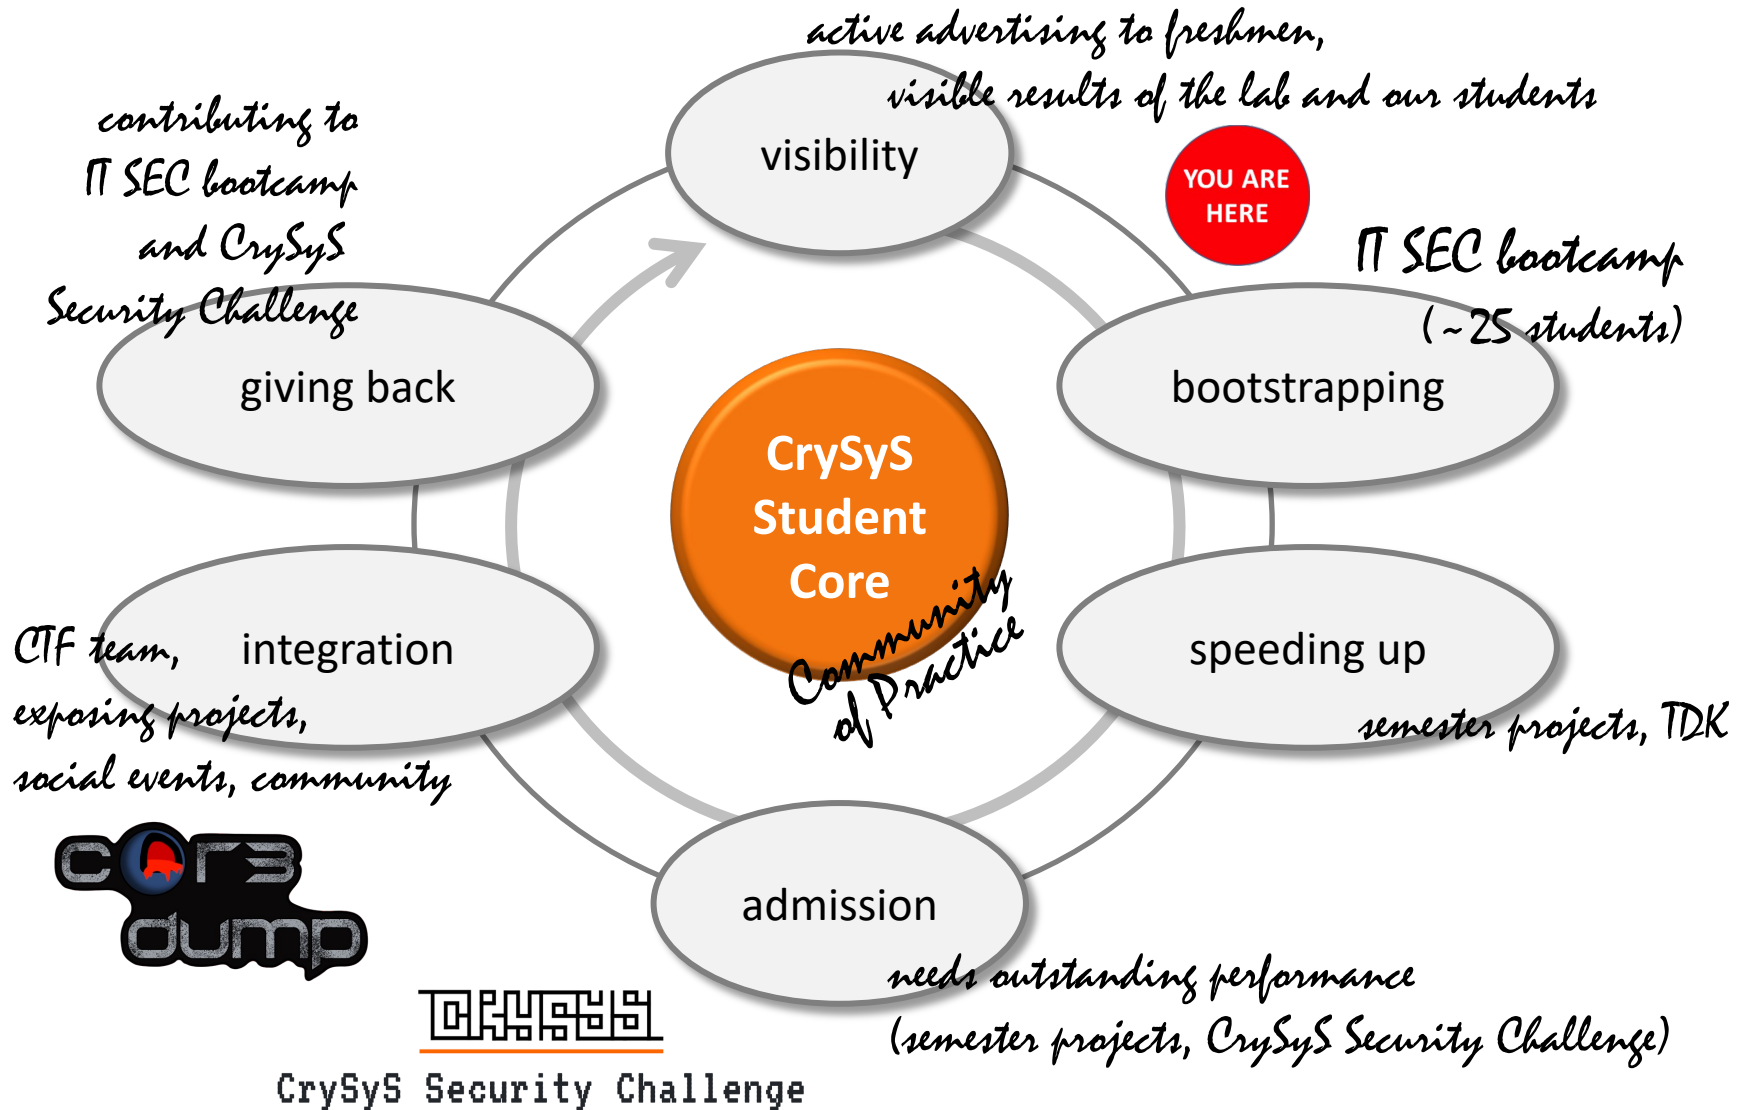 active advertising to freshmen,
visible results of the lab and our students
visibility
YOU ARE
HERE
contributing to
IT SEC bootcamp
and CrySyS
Security Challenge
giving back
IT SEC bootcamp
(~25 students)
bootstrapping
CrySyS
Student
Core
Community
of Practice
CTF team,
exposing projects,
social events, community
integration
speeding up
semester projects, TDK
admission
needs outstanding performance
(semester projects, CrySyS Security Challenge)
c0r3
dump
CRYSYS
CrySyS Security Challenge